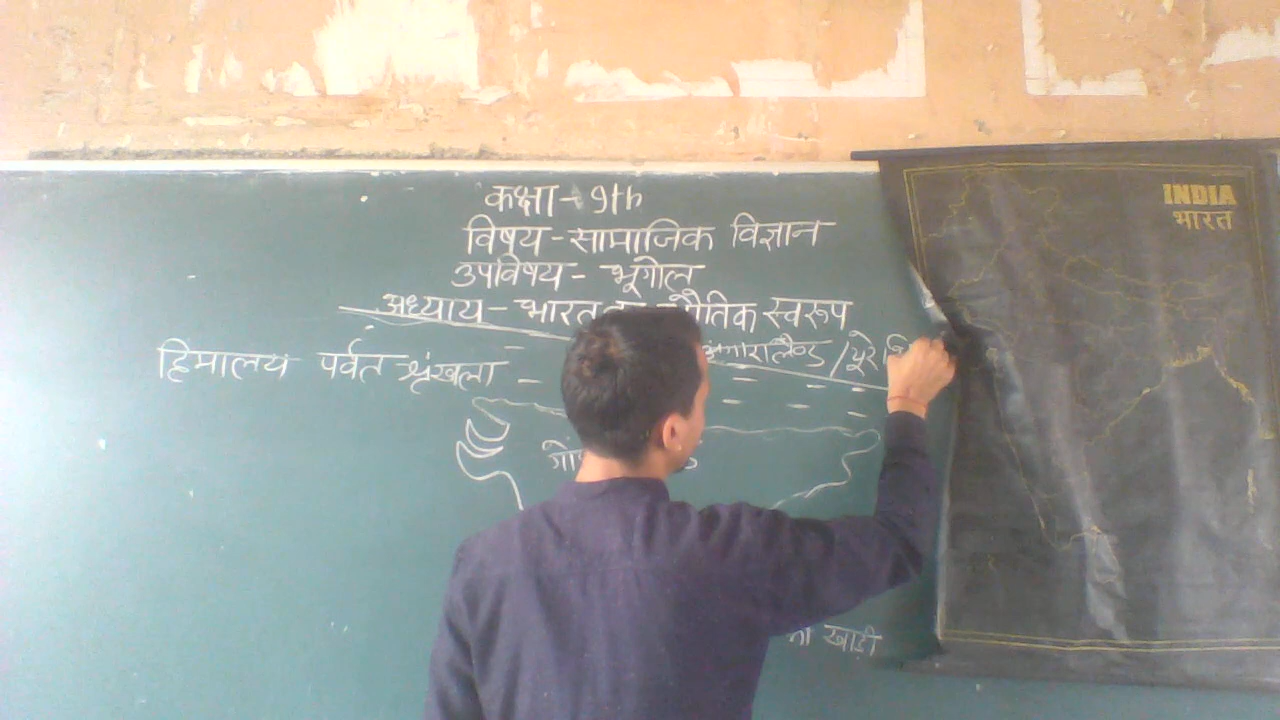 कक्षा - 9th
विषय - सामाजिक विज्ञान
उपविषय - भूगोल
अध्याय - भारत स्वरूप
हिमालय पर्वत श्रृंखला
खाड़ी
INDIA
भारत